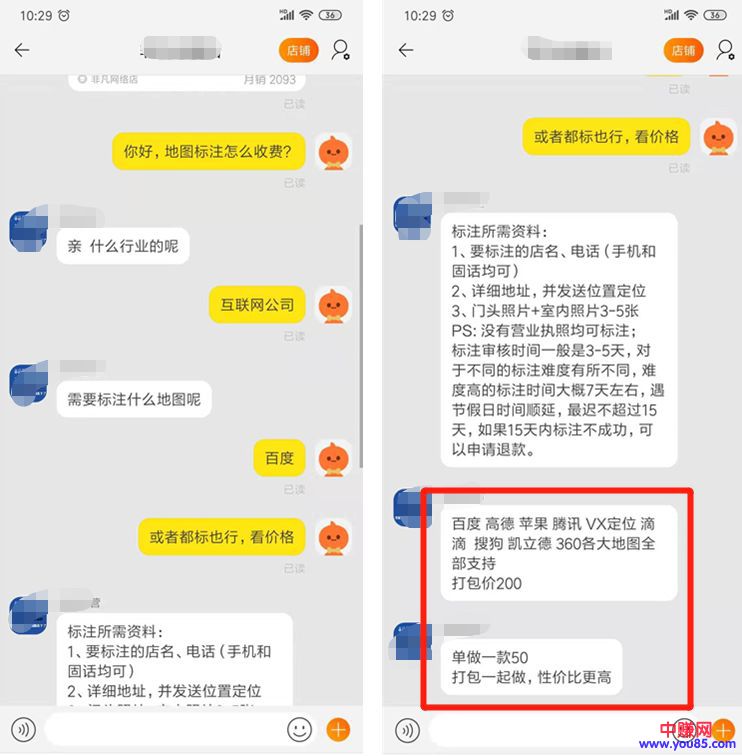 10:29
HD
36
店铺
非凡网络店
月销 2093
已读
你好，地图标注怎么收费？
已读
亲 什么行业的呢
互联网公司
已读
需要标注什么地图呢
百度
已读
或者都标也行，看价格
已读
营
标注所需资料：
1、要标注的店名、电话（手机和
固话均可）
2、详细地址，并发送位置定位
10:29
HD
36
店铺
已读
或者都标也行，看价格
已读
标注所需资料：
1、要标注的店名、电话（手机和
固话均可）
2、详细地址，并发送位置定位
3、门头照片+室内照片3-5张
PS: 没有营业执照均可标注；
标注审核时间一般是3-5天，对
于不同的标注难度有所不同，难
度高的标注时间大概7天左右，遇
节假日时间顺延，最迟不超过15
天，如果15天内标注不成功，可
以申请退款。
百度 高德 苹果 腾讯 VX定位 滴
滴 搜狗 凯立德 360各大地图全
部支持
打包价200
单做一款50
打包一起做，性价比更高
中赚网
www.you85.com